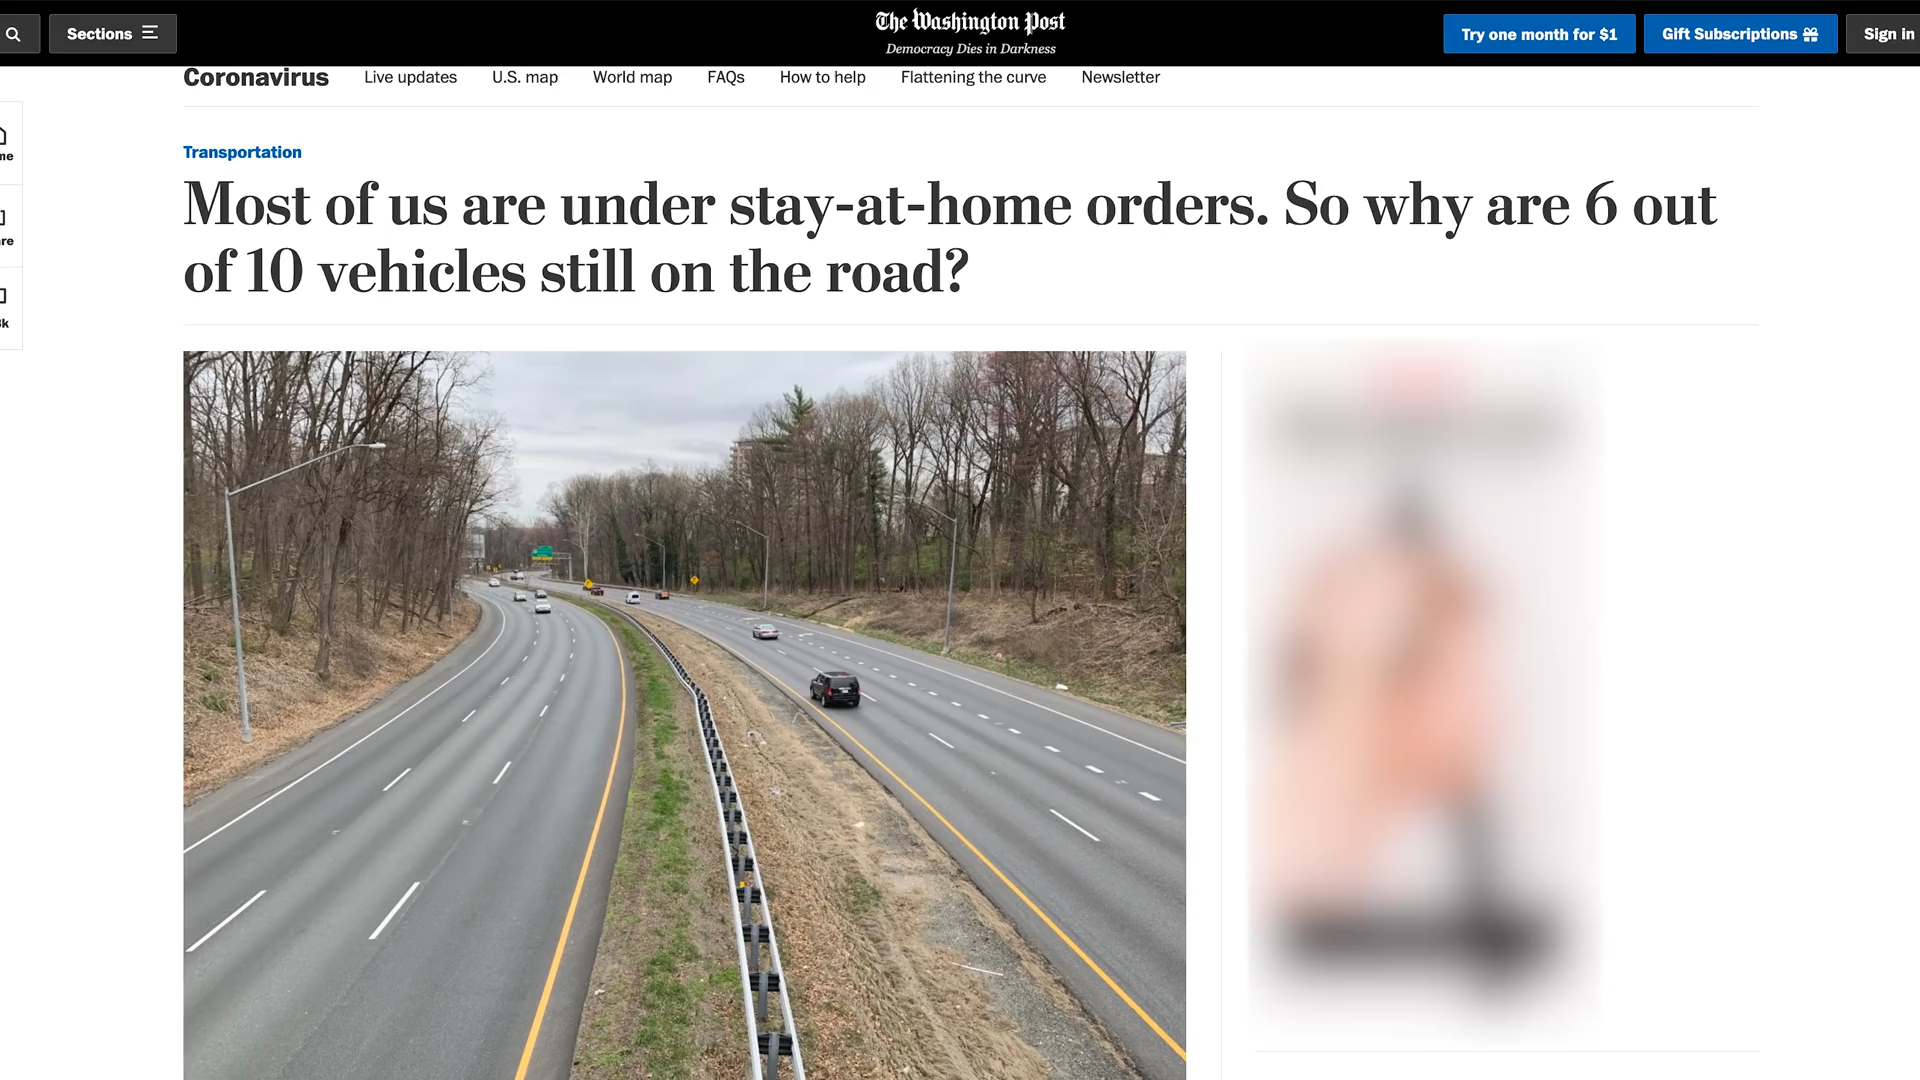 Sections
The Washington Post
Democracy Dies in Darkness
Try one month for $1
Gift Subscriptions
Sign in
Coronavirus
Live updates
U.S. map
World map
FAQs
How to help
Flattening the curve
Newsletter
Transportation
Most of us are under stay-at-home orders. So why are 6 out
of 10 vehicles still on the road?